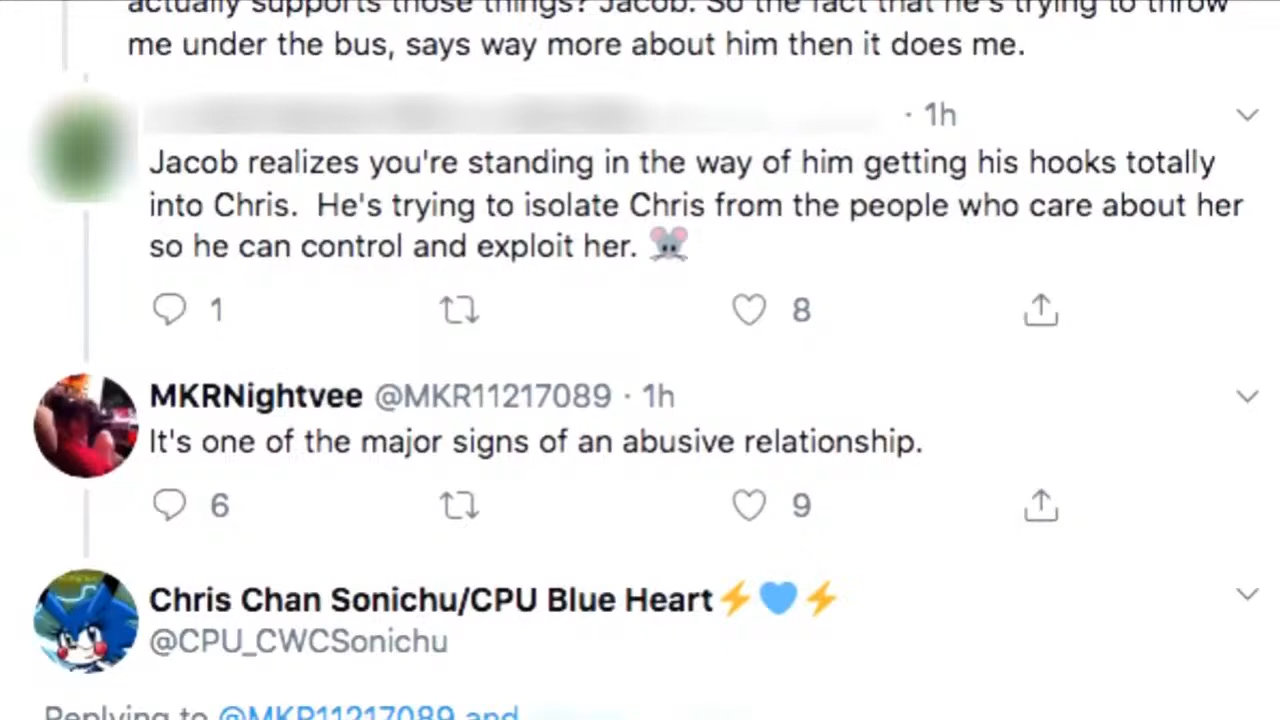 actually supports those things? Jacob. So the fact that he's trying to throw
me under the bus, says way more about him then it does me.
· 1h
Jacob realizes you're standing in the way of him getting his hooks totally
into Chris.  He's trying to isolate Chris from the people who care about her
so he can control and exploit her. 🐭
1 8
MKRNightvee @MKR11217089 · 1h
It's one of the major signs of an abusive relationship.
6 9
Chris Chan Sonichu/CPU Blue Heart⚡💙⚡
@CPU_CWCSonichu
Replying to @MKR11217089 and